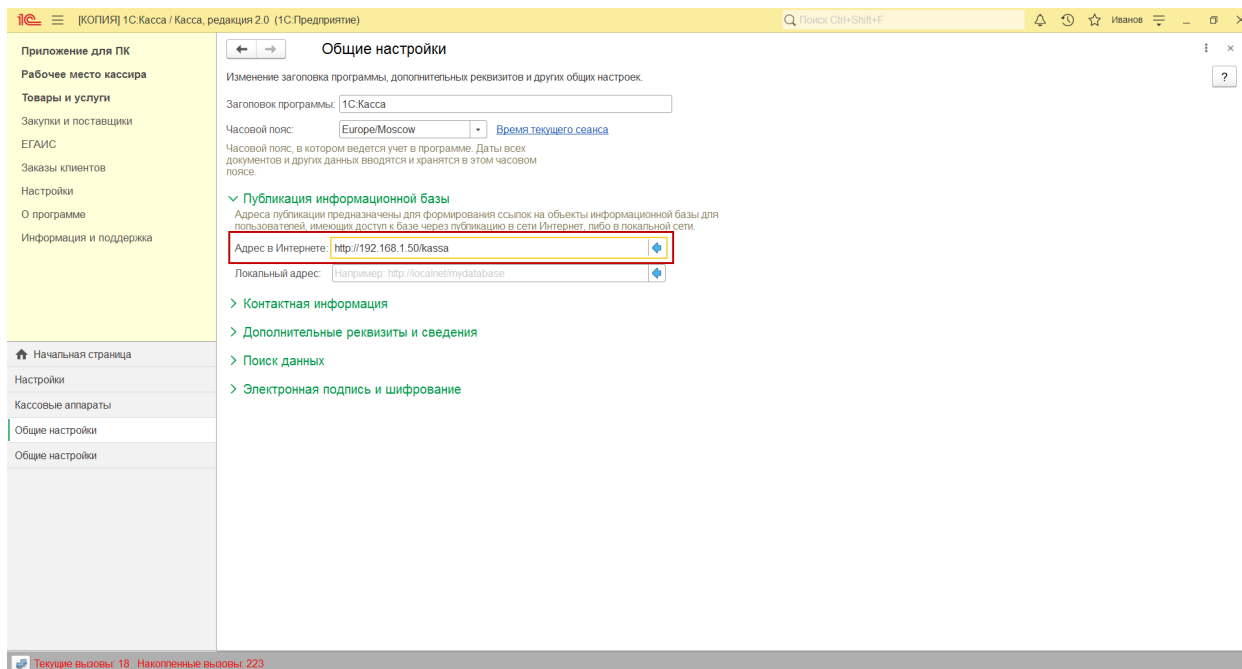 [КОПИЯ] 1С:Касса / Касса, редакция 2.0 (1С:Предприятие)
Поиск Ctrl+Shift+F
Иванов
Приложение для ПК
Рабочее место кассира
Товары и услуги
Закупки и поставщики
ЕГАИС
Заказы клиентов
Настройки
О программе
Информация и поддержка
Начальная страница
Настройки
Кассовые аппараты
Общие настройки
Общие настройки
Общие настройки
Изменение заголовка программы, дополнительных реквизитов и других общих настроек.
?
Заголовок программы: 1С:Касса
Часовой пояс: Europe/Moscow Время текущего сеанса
Часовой пояс, в котором ведется учет в программе. Даты всех
документов и других данных вводятся и хранятся в этом часовом
поясе.
Публикация информационной базы
Адреса публикации предназначены для формирования ссылок на объекты информационной базы для
пользователей, имеющих доступ к базе через публикацию в сети Интернет, либо в локальной сети.
Адрес в Интернете: http://192.168.1.50/kassa
Локальный адрес: Например: http://localnet/mydatabase
Контактная информация
Дополнительные реквизиты и сведения
Поиск данных
Электронная подпись и шифрование
Текущие вызовы: 18 Накопленные вызовы: 223